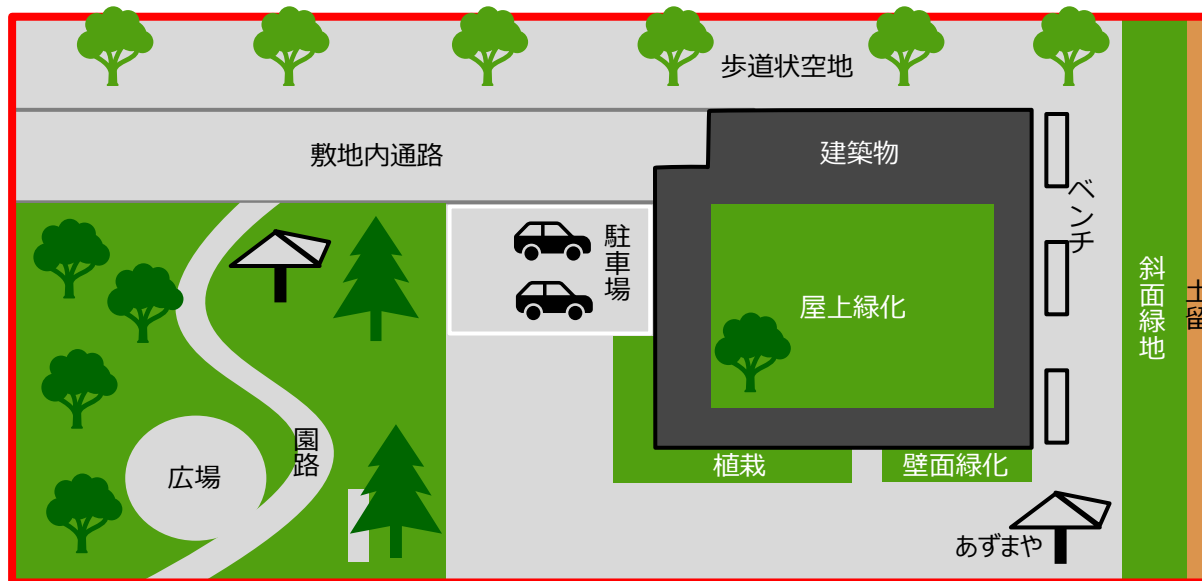 歩道状空地
敷地内通路
建築物
ベンチ
駐車場
屋上緑化
斜面緑地
土留
園路
広場
植栽
壁面緑化
あずまや